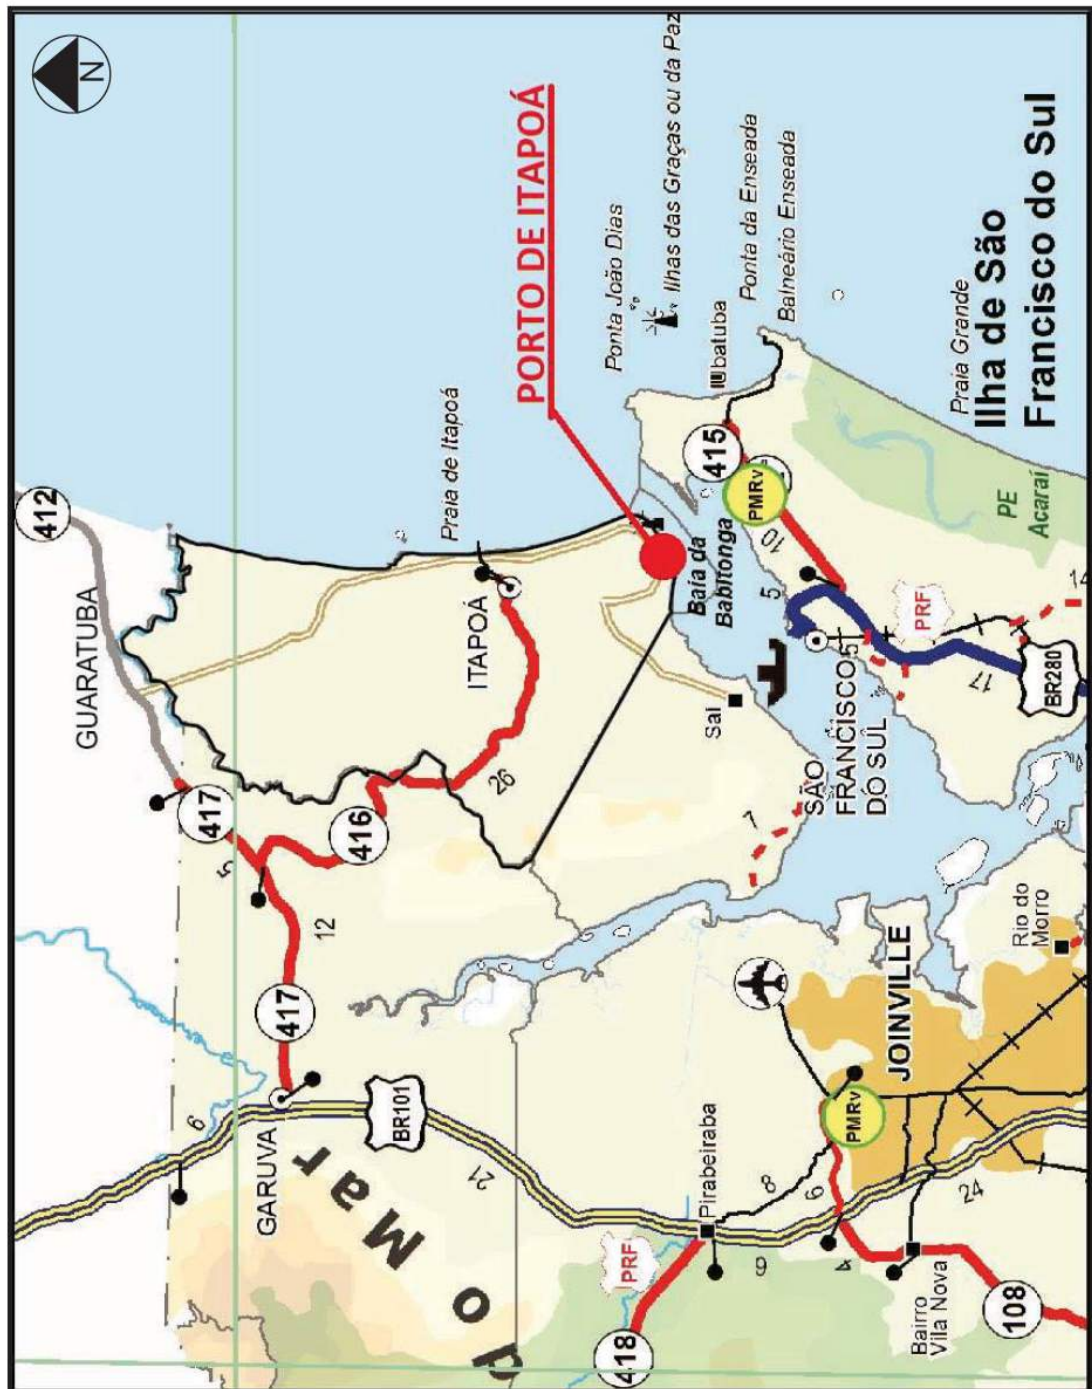 N
412
GUARATUBA
417
5
416
12
417
GARUVA
6
BR101
21
Mar
do
26
ITAPOÁ
Praia de Itapoá
PORTO DE ITAPOÁ
Ponta João Dias
Ilhas das Graças ou da Paz
Ubatuba
Ponta da Enseada
Balneário Enseada
Praia Grande
Ilha de São
Francisco do Sul
PE
Acaraí
415
PMRv
10
Baía da
Babitonga
5
PRF
5
17
BR280
14
SÃO
FRANCISCO
DO SUL
Saí
7
Rio do
Morro
JOINVILLE
PMRv
Pirabeiraba
8
6
9
4
24
PRF
418
Bairro
Vila Nova
108